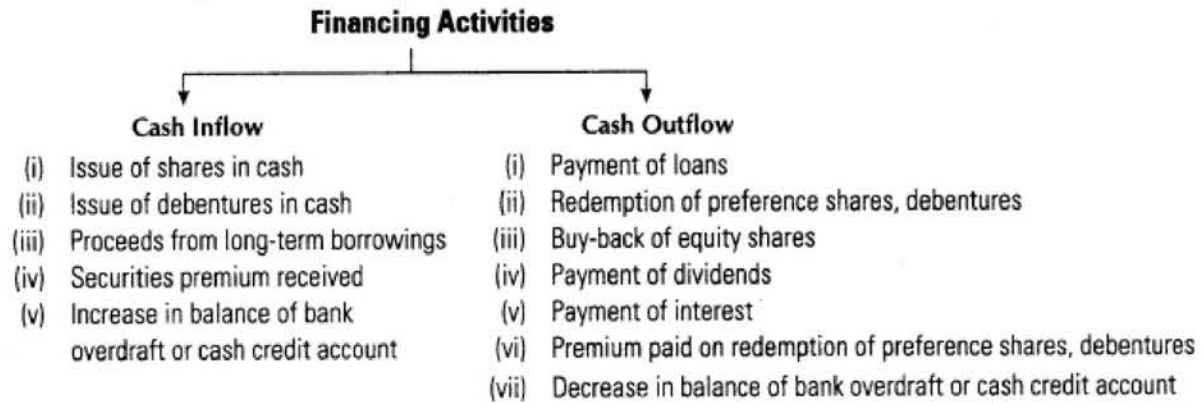 Financing Activities
Cash Inflow
(i) Issue of shares in cash
(ii) Issue of debentures in cash
(iii) Proceeds from long-term borrowings
(iv) Securities premium received
(v) Increase in balance of bank
overdraft or cash credit account
Cash Outflow
(i) Payment of loans
(ii) Redemption of preference shares, debentures
(iii) Buy-back of equity shares
(iv) Payment of dividends
(v) Payment of interest
(vi) Premium paid on redemption of preference shares, debentures
(vii) Decrease in balance of bank overdraft or cash credit account